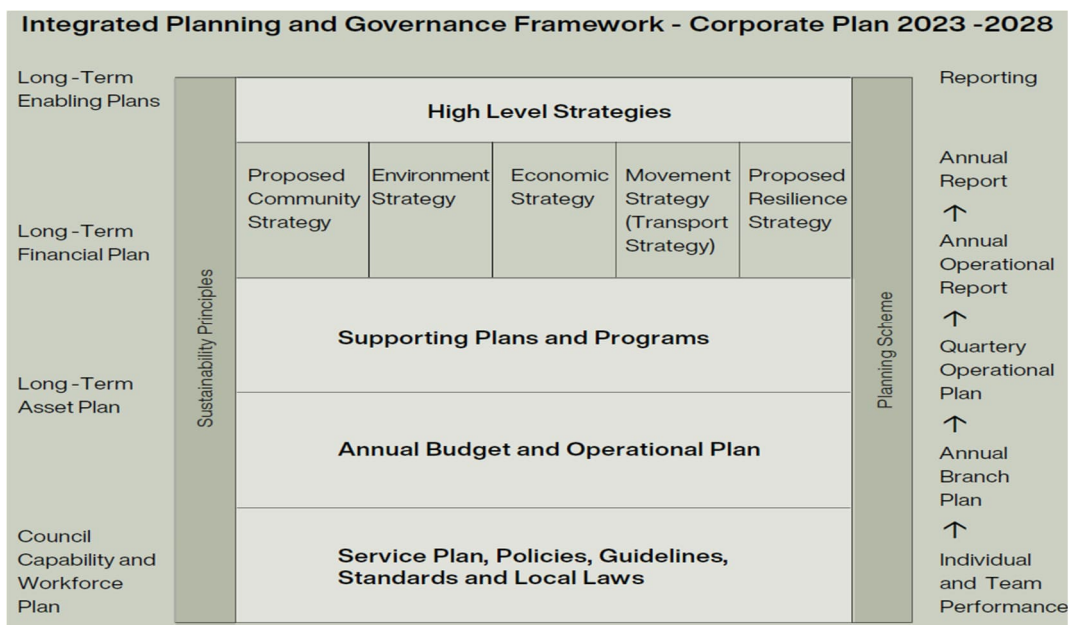 Integrated Planning and Governance Framework - Corporate Plan 2023 -2028
Long -Term
Enabling Plans
Long -Term
Financial Plan
Long -Term
Asset Plan
Council
Capability and
Workforce
Plan
Sustainability Principles
High Level Strategies
Proposed
Community
Strategy
Environment
Strategy
Economic
Strategy
Movement
Strategy
(Transport
Strategy)
Proposed
Resilience
Strategy
Supporting Plans and Programs
Annual Budget and Operational Plan
Service Plan, Policies, Guidelines,
Standards and Local Laws
Planning Scheme
Reporting
Annual
Report
↑
Annual
Operational
Report
↑
Quartery
Operational
Plan
↑
Annual
Branch
Plan
↑
Individual
and Team
Performance